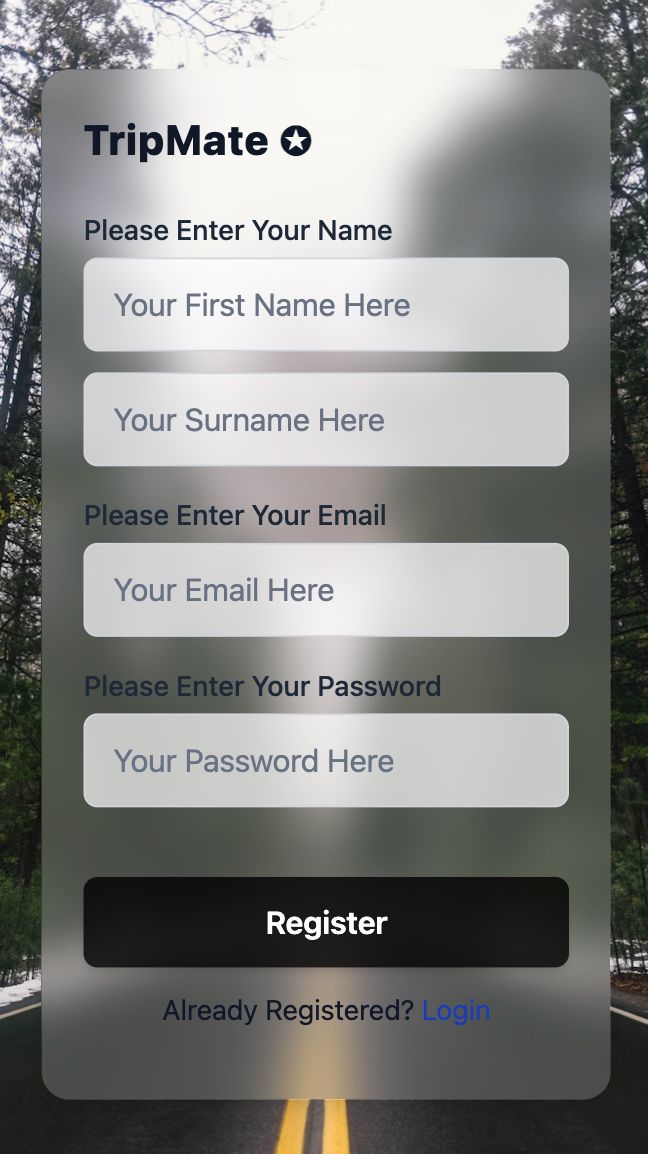 TripMate ✪
Please Enter Your Name
Your First Name Here
Your Surname Here
Please Enter Your Email
Your Email Here
Please Enter Your Password
Your Password Here
Register
Already Registered? Login